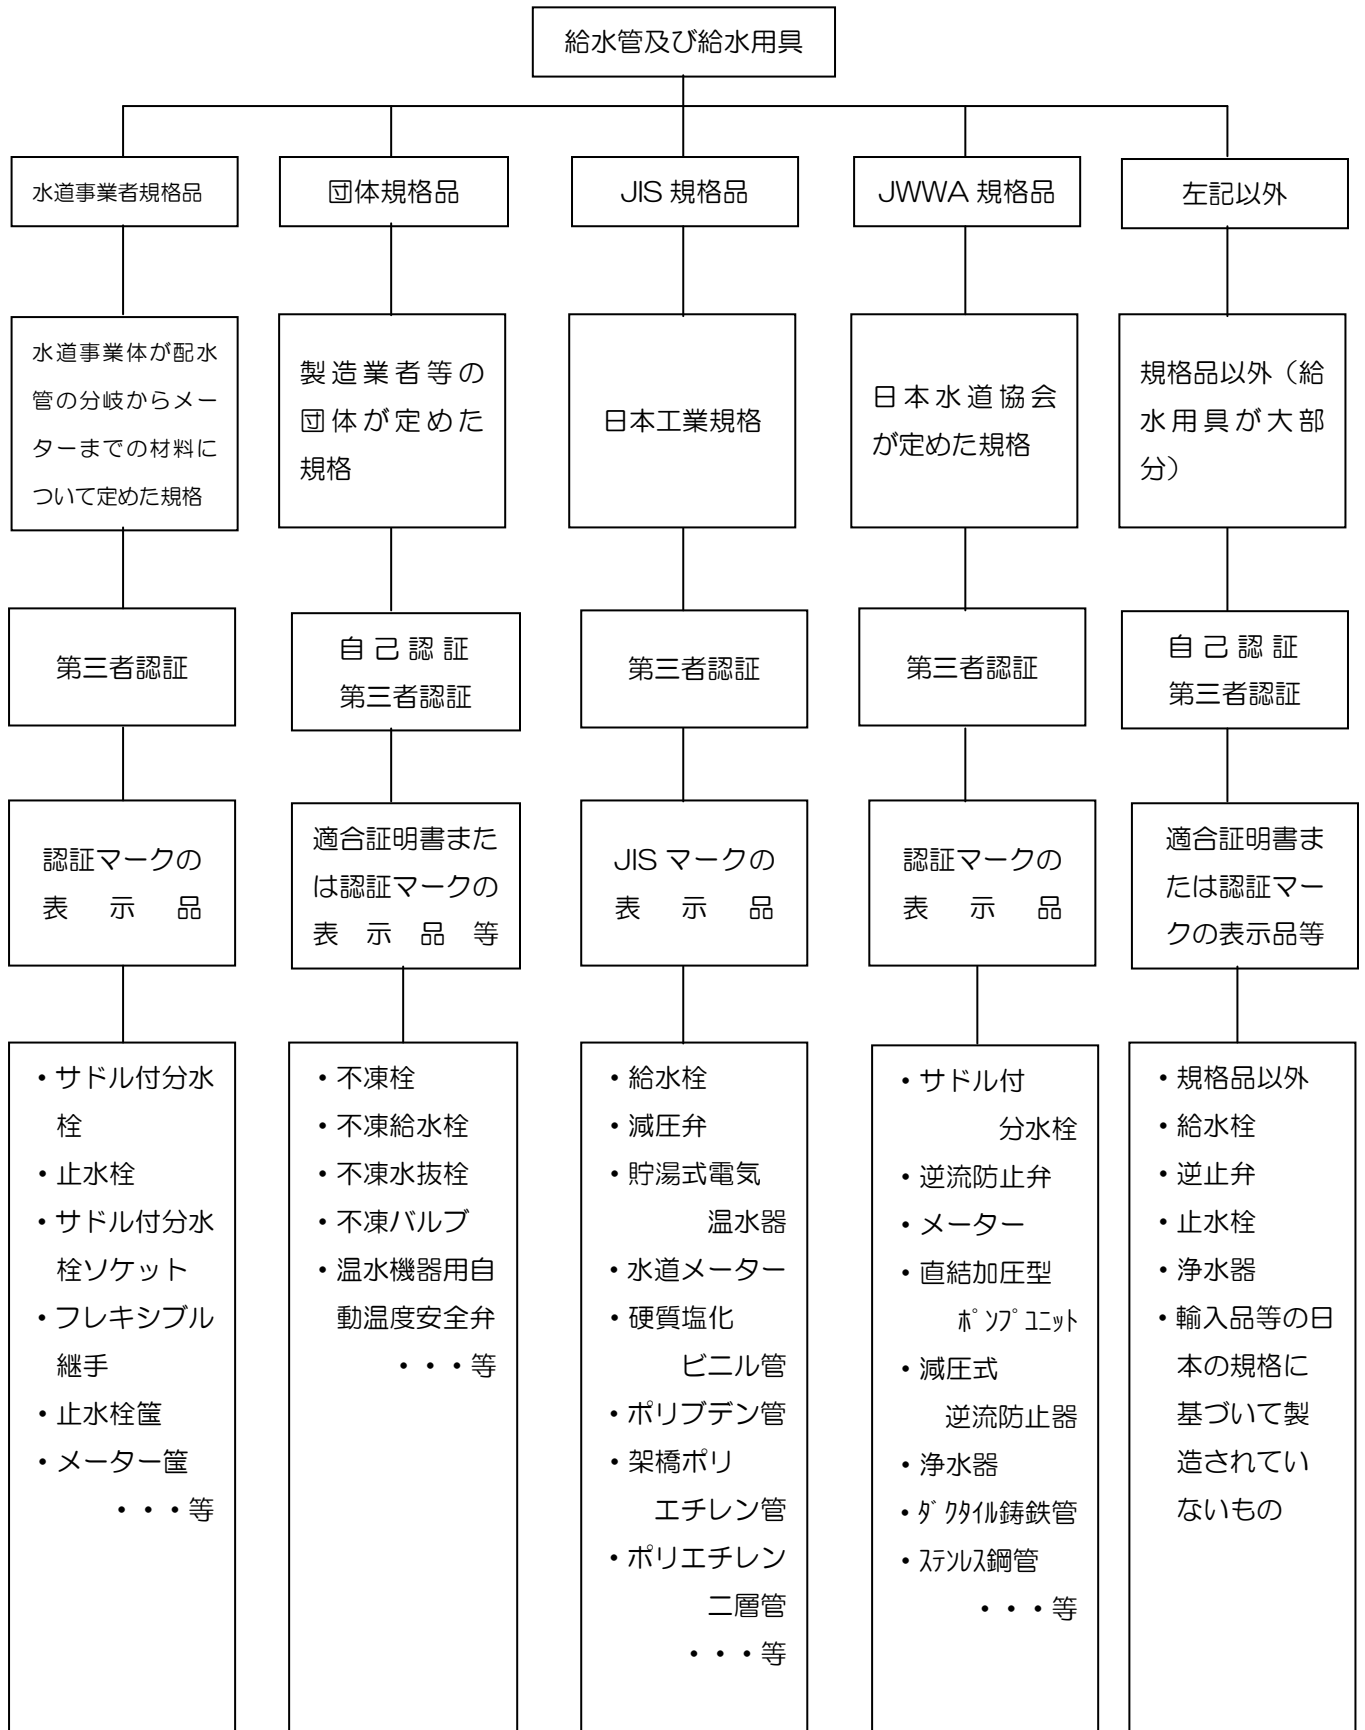 給水管及び給水用具
水道事業者規格品
団体規格品
JIS 規格品
JWWA 規格品
左記以外
水道事業体が配水
管の分岐からメー
ターまでの材料に
ついて定めた規格
製造業者等の
団体が定めた
規格
日本工業規格
日本水道協会
が定めた規格
規格品以外（給
水用具が大部
分）
第三者認証
自己認証
第三者認証
第三者認証
第三者認証
自己認証
第三者認証
認証マークの
表示品
適合証明書また
は認証マークの
表示品等
JIS マークの
表示品
認証マークの
表示品
適合証明書ま
たは認証マー
クの表示品等
・サドル付分水
栓
・止水栓
・サドル付分水
栓ソケット
・フレキシブル
継手
・止水栓筺
・メーター筺
・・・等
・不凍栓
・不凍給水栓
・不凍水抜栓
・不凍バルブ
・温水機器用自
動温度安全弁
・・・等
・給水栓
・減圧弁
・貯湯式電気
温水器
・水道メーター
・硬質塩化
ビニル管
・ポリブデン管
・架橋ポリ
エチレン管
・ポリエチレン
二層管
・・・等
・サドル付
分水栓
・逆流防止弁
・メーター
・直結加圧型
ﾎﾟﾝﾌﾟﾕﾆｯﾄ
・減圧式
逆流防止器
・浄水器
・ﾀﾞｸﾀｲﾙ鋳鉄管
・ｽﾃﾝﾚｽ鋼管
・・・等
・規格品以外
・給水栓
・逆止弁
・止水栓
・浄水器
・輸入品等の日
本の規格に
基づいて製
造されてい
ないもの